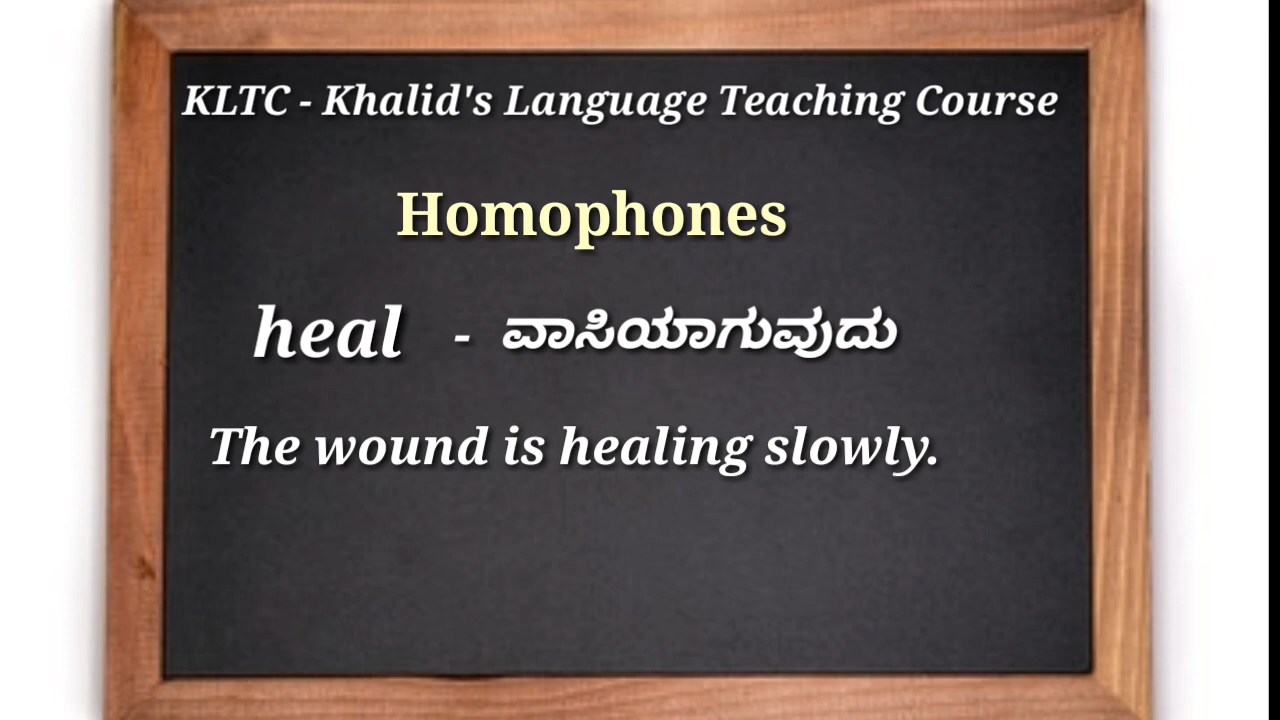 KLTC - Khalid's Language Teaching Course
Homophones
heal - ವಾಸಿಯಾಗುವುದು
The wound is healing slowly.